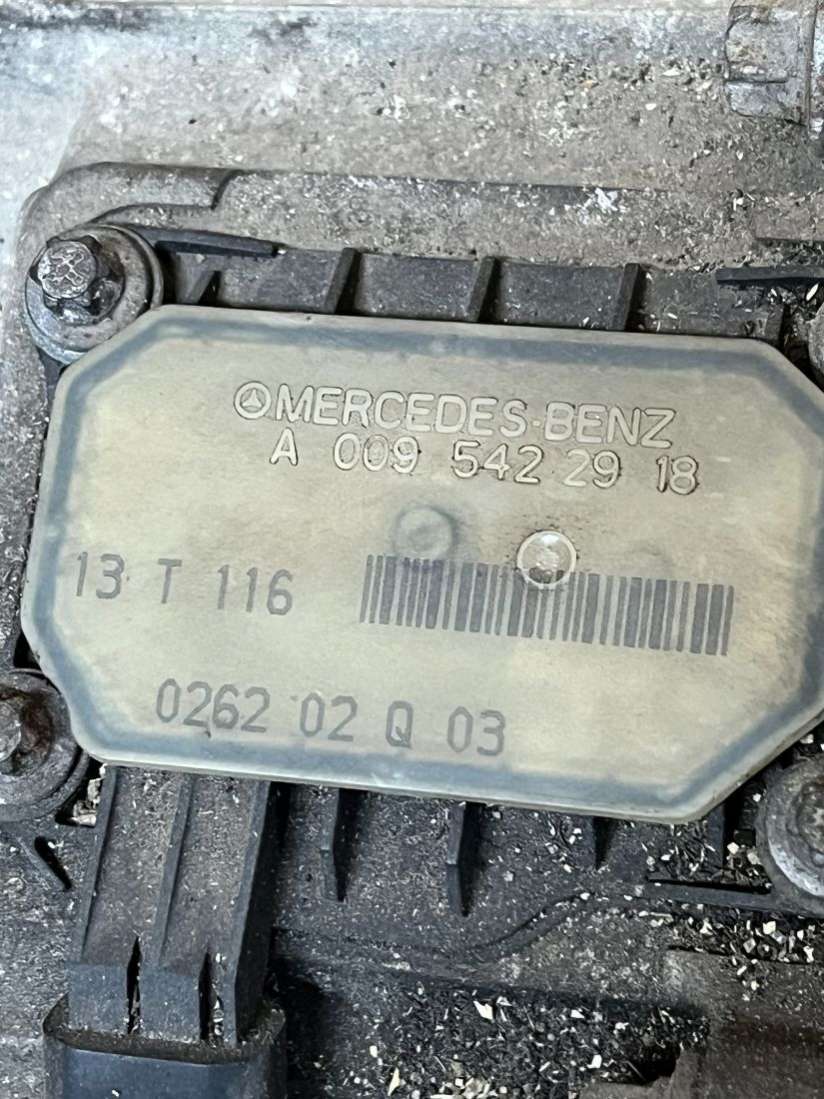 MERCEDES-BENZ
A 009 542 29 18
13 T 116
0262 02 Q 03